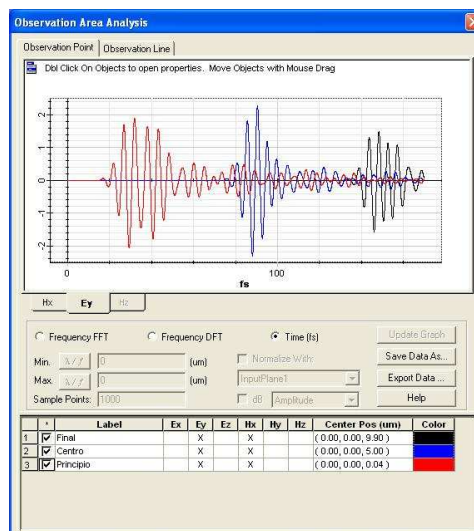 Observation Area Analysis
Observation Point Observation Line
Dbl Click On Objects to open properties. Move Objects with Mouse Drag
2
1
0
-1
-2
0 100
fs
Hx Ey Hz
Frequency FFT Frequency DFT Time (fs) Update Graph
Min. λ / f 0 (um) Normalize With: Save Data As...
Max. λ / f 0 (um) InputPlane1 Export Data ...
Sample Points: 1000 dB Amplitude Help
* Label Ex Ey Ez Hx Hy Hz Center Pos (um) Color
1 Final X X ( 0.00, 0.00, 9.90 )
2 Centro X X ( 0.00, 0.00, 5.00 )
3 Principio X X ( 0.00, 0.00, 0.04 )